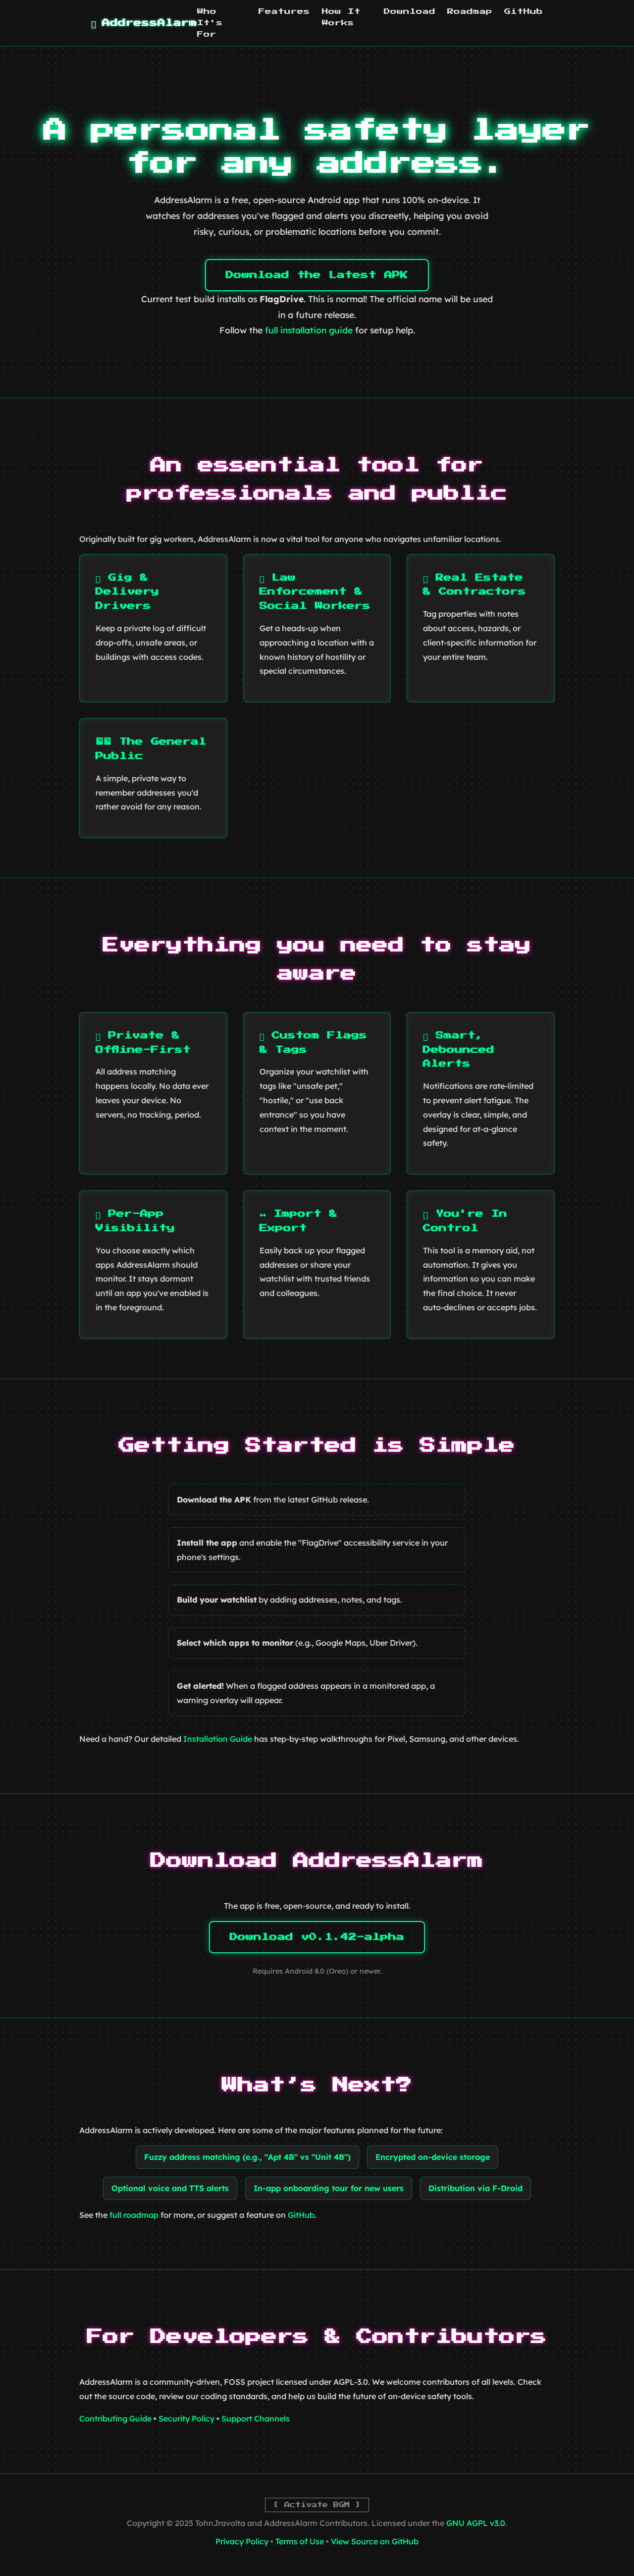 AddressAlarm
Who It's For
Features
How It Works
Download
Roadmap
GitHub
A personal safety layer
for any address.
AddressAlarm is a free, open-source Android app that runs 100% on-device. It
watches for addresses you've flagged and alerts you discreetly, helping you avoid
risky, curious, or problematic locations before you commit.
Download the Latest APK
Current test build installs as FlagDrive. This is normal! The official name will be used
in a future release.
Follow the full installation guide for setup help.
An essential tool for
professionals and public
Originally built for gig workers, AddressAlarm is now a vital tool for anyone who navigates unfamiliar locations.
Gig &
Delivery
Drivers
Keep a private log of difficult
drop-offs, unsafe areas, or
buildings with access codes.
Law
Enforcement &
Social Workers
Get a heads-up when
approaching a location with a
known history of hostility or
special circumstances.
Real Estate
& Contractors
Tag properties with notes
about access, hazards, or
client-specific information for
your entire team.
The General
Public
A simple, private way to
remember addresses you'd
rather avoid for any reason.
Everything you need to stay
aware
Private &
Offline-First
All address matching
happens locally. No data ever
leaves your device. No
servers, no tracking, period.
Custom Flags
& Tags
Organize your watchlist with
tags like "unsafe pet,"
"hostile," or "use back
entrance" so you have
context in the moment.
Smart,
Debounced
Alerts
Notifications are rate-limited
to prevent alert fatigue. The
overlay is clear, simple, and
designed for at-a-glance
safety.
Per-App
Visibility
You choose exactly which
apps AddressAlarm should
monitor. It stays dormant
until an app you've enabled is
in the foreground.
↔ Import &
Export
Easily back up your flagged
addresses or share your
watchlist with trusted friends
and colleagues.
You're In
Control
This tool is a memory aid, not
automation. It gives you
information so you can make
the final choice. It never
auto-declines or accepts jobs.
Getting Started is Simple
Download the APK from the latest GitHub release.
Install the app and enable the "FlagDrive" accessibility service in your
phone's settings.
Build your watchlist by adding addresses, notes, and tags.
Select which apps to monitor (e.g., Google Maps, Uber Driver).
Get alerted! When a flagged address appears in a monitored app, a
warning overlay will appear.
Need a hand? Our detailed Installation Guide has step-by-step walkthroughs for Pixel, Samsung, and other devices.
Download AddressAlarm
The app is free, open-source, and ready to install.
Download v0.1.42-alpha
Requires Android 8.0 (Oreo) or newer.
What's Next?
AddressAlarm is actively developed. Here are some of the major features planned for the future:
Fuzzy address matching (e.g., "Apt 4B" vs "Unit 4B")
Encrypted on-device storage
Optional voice and TTS alerts
In-app onboarding tour for new users
Distribution via F-Droid
See the full roadmap for more, or suggest a feature on GitHub.
For Developers & Contributors
AddressAlarm is a community-driven, FOSS project licensed under AGPL-3.0. We welcome contributors of all levels. Check
out the source code, review our coding standards, and help us build the future of on-device safety tools.
Contributing Guide • Security Policy • Support Channels
[ Activate BGM ]
Copyright © 2025 TohnJravolta and AddressAlarm Contributors. Licensed under the GNU AGPL v3.0.
Privacy Policy • Terms of Use • View Source on GitHub